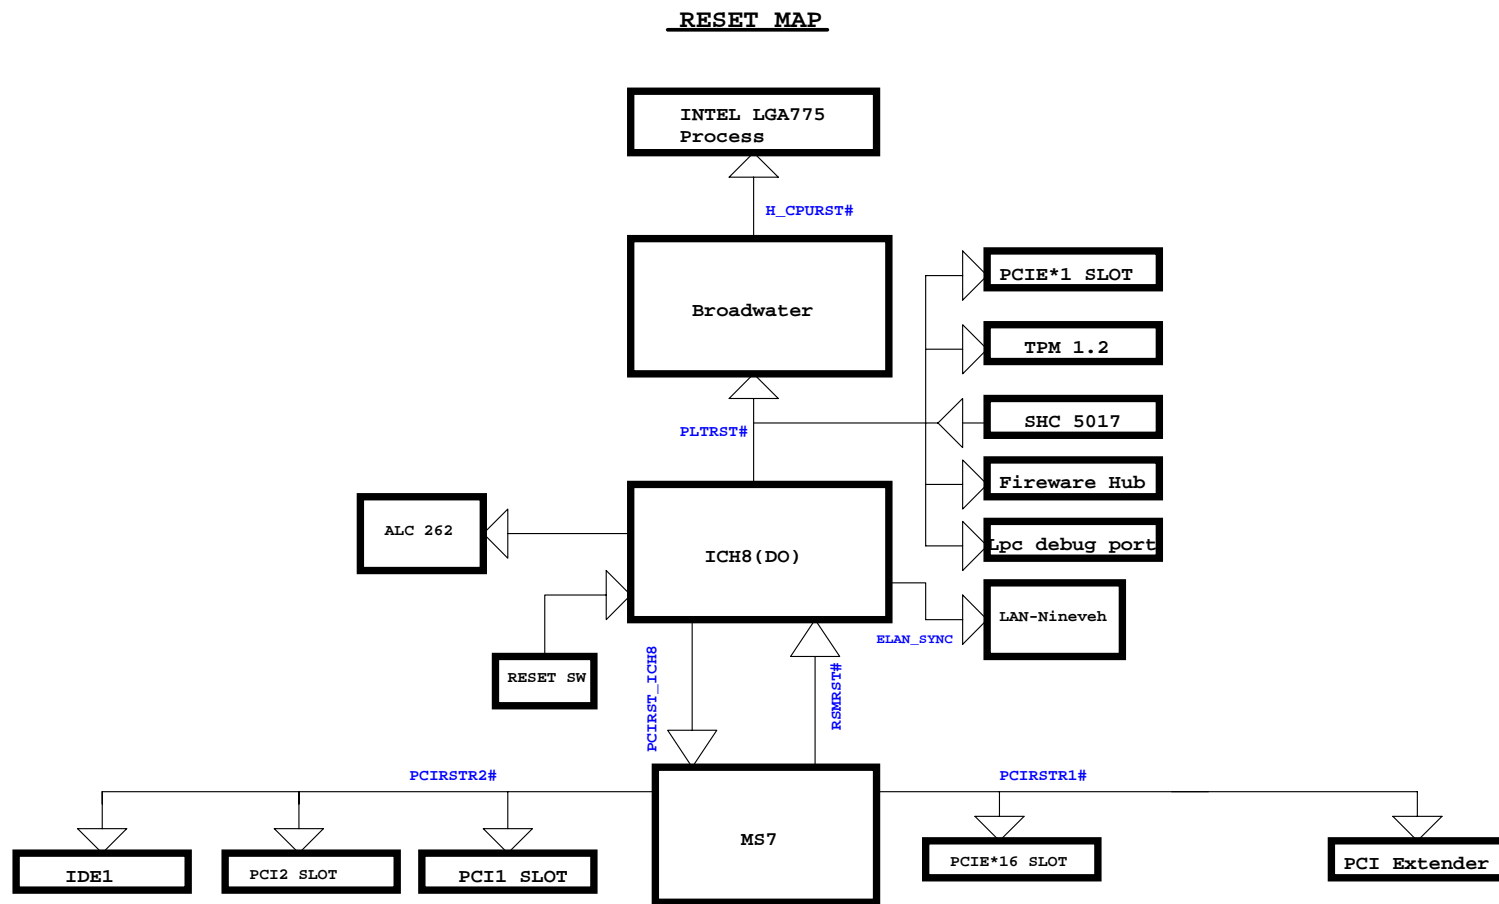 RESET MAP
INTEL LGA775
Process
H_CPURST#
Broadwater
PCIE*1 SLOT
TPM 1.2
SHC 5017
PLTRST#
Fireware Hub
Lpc debug port
ALC 262
ICH8(DO)
LAN-Nineveh
ELAN_SYNC
RESET SW
PCIRST_ICH8
RSMRST#
PCIRSTR2#
PCIRSTR1#
MS7
IDE1
PCI2 SLOT
PCI1 SLOT
PCIE*16 SLOT
PCI Extender